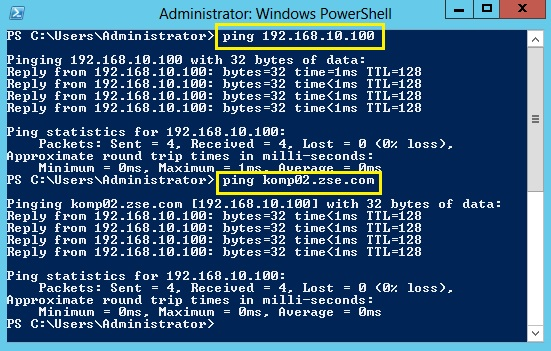 Administrator: Windows PowerShell
PS C:\Users\Administrator> ping 192.168.10.100
Pinging 192.168.10.100 with 32 bytes of data:
Reply from 192.168.10.100: bytes=32 time=1ms TTL=128
Reply from 192.168.10.100: bytes=32 time<1ms TTL=128
Reply from 192.168.10.100: bytes=32 time<1ms TTL=128
Reply from 192.168.10.100: bytes=32 time<1ms TTL=128
Ping statistics for 192.168.10.100:
    Packets: Sent = 4, Received = 4, Lost = 0 (0% loss),
Approximate round trip times in milli-seconds:
    Minimum = 0ms, Maximum = 1ms, Average = 0ms
PS C:\Users\Administrator> ping komp02.zse.com
Pinging komp02.zse.com [192.168.10.100] with 32 bytes of data:
Reply from 192.168.10.100: bytes=32 time<1ms TTL=128
Reply from 192.168.10.100: bytes=32 time<1ms TTL=128
Reply from 192.168.10.100: bytes=32 time<1ms TTL=128
Reply from 192.168.10.100: bytes=32 time<1ms TTL=128
Ping statistics for 192.168.10.100:
    Packets: Sent = 4, Received = 4, Lost = 0 (0% loss),
Approximate round trip times in milli-seconds:
    Minimum = 0ms, Maximum = 0ms, Average = 0ms
PS C:\Users\Administrator>